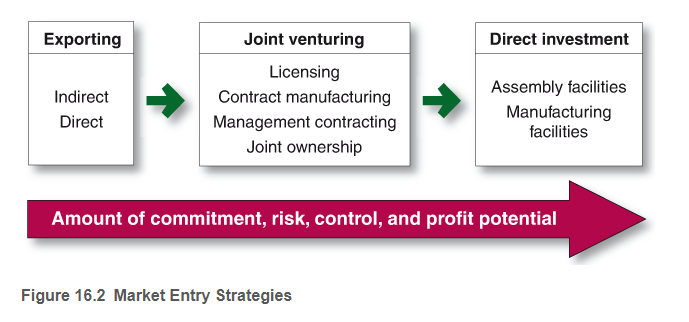 Exporting
Indirect
Direct
Joint venturing
Licensing
Contract manufacturing
Management contracting
Joint ownership
Direct investment
Assembly facilities
Manufacturing
facilities
Amount of commitment, risk, control, and profit potential
Figure 16.2 Market Entry Strategies